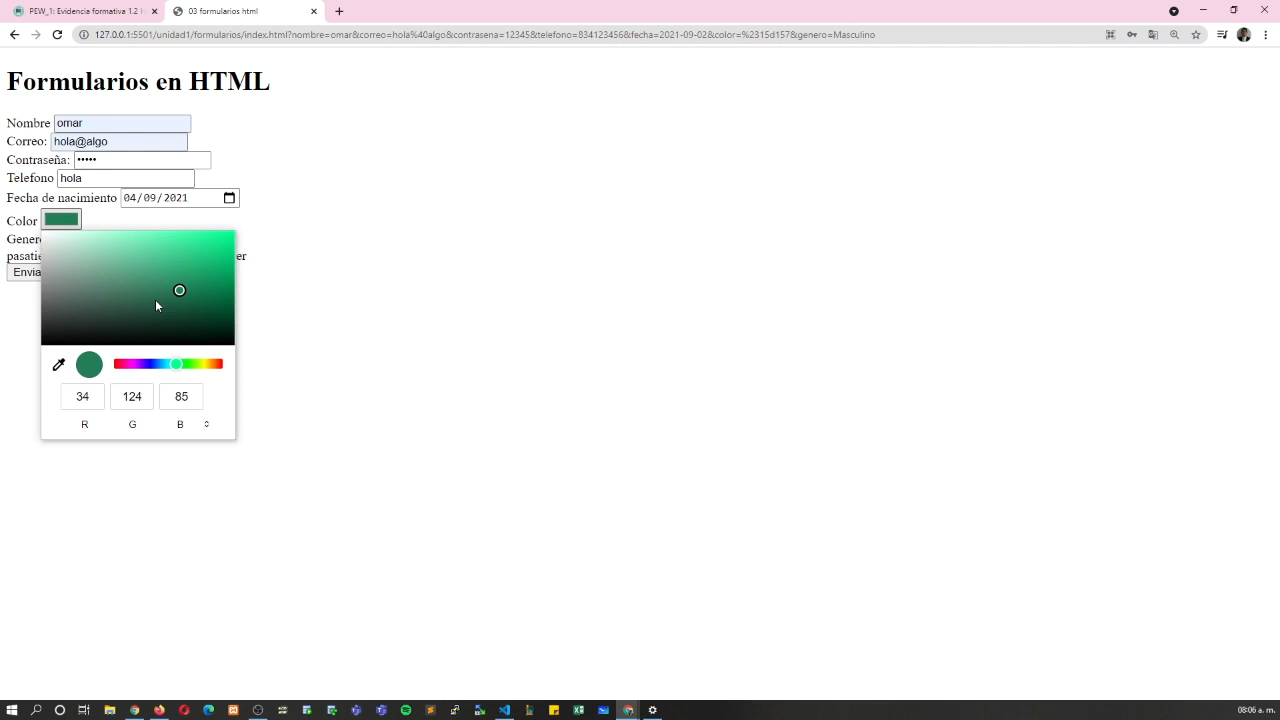 PEW_1: Evidencia formativa 1.2 H
03 formularios html
127.0.0.1:5501/unidad1/formularios/index.html?nombre=omar&correo=hola%40algo&contrasena=12345&telefono=834123456&fecha=2021-09-02&color=%2315d157&genero=Masculino
Formularios en HTML
Nombre omar
Correo: hola@algo
Contraseña: •••••
Telefono hola
Fecha de nacimiento 04/09/2021
Color
Gener
pasatie er
Envia
34 124 85
R G B
08:06 a. m.